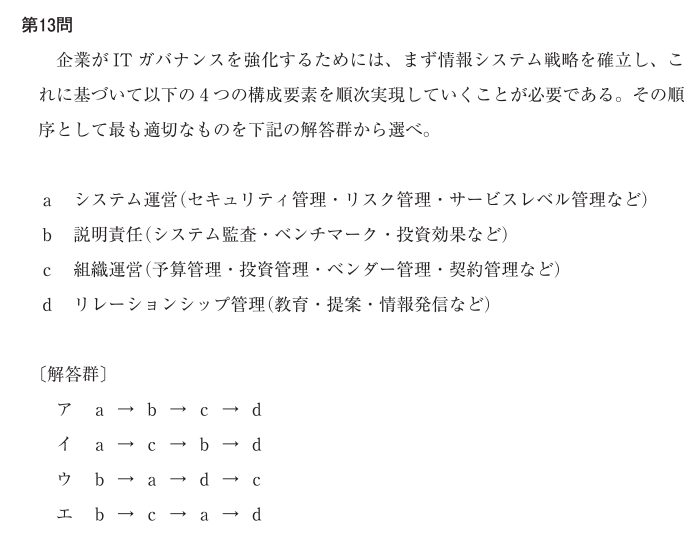 第13問
企業がIT ガバナンスを強化するためには、まず情報システム戦略を確立し、こ
れに基づいて以下の4つの構成要素を順次実現していくことが必要である。その順
序として最も適切なものを下記の解答群から選べ。
a システム運営(セキュリティ管理・リスク管理・サービスレベル管理など)
b 説明責任(システム監査・ベンチマーク・投資効果など)
c 組織運営(予算管理・投資管理・ベンダー管理・契約管理など)
d リレーションシップ管理(教育・提案・情報発信など)
〔解答群〕
ア a → b → c → d
イ a → c → b → d
ウ b → a → d → c
エ b → c → a → d